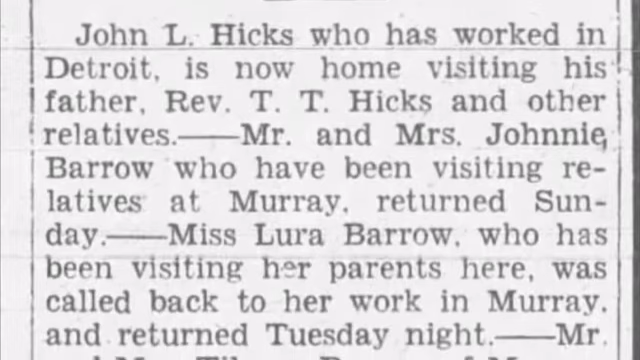 John L. Hicks who has worked in
Detroit, is now home visiting his
father, Rev. T. T. Hicks and other
relatives.——Mr. and Mrs. Johnnie
Barrow who have been visiting re-
latives at Murray, returned Sun-
day.——Miss Lura Barrow, who has
been visiting her parents here, was
called back to her work in Murray,
and returned Tuesday night.——Mr.